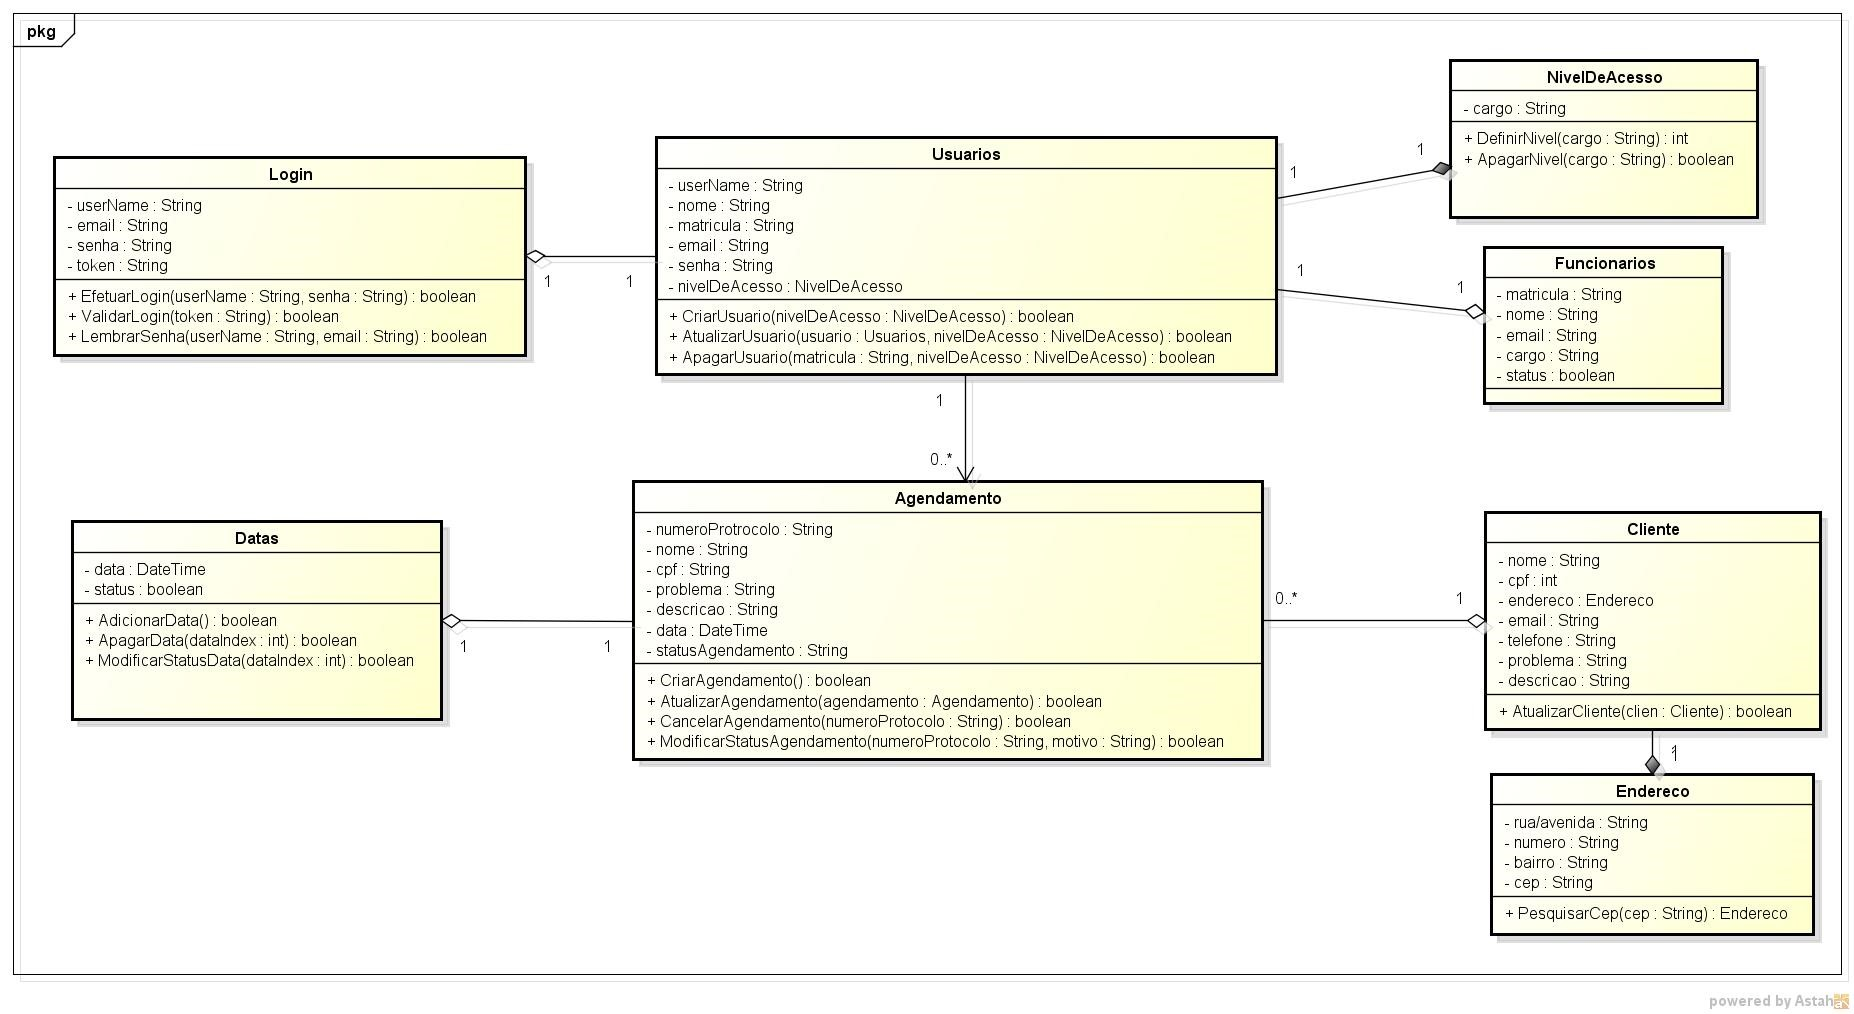 pkg
NivelDeAcesso
- cargo : String
+ DefinirNivel(cargo : String) : int
+ ApagarNivel(cargo : String) : boolean
Usuarios
- userName : String
- nome : String
- matricula : String
- email : String
- senha : String
- nivelDeAcesso : NivelDeAcesso
+ CriarUsuario(nivelDeAcesso : NivelDeAcesso) : boolean
+ AtualizarUsuario(usuario : Usuarios, nivelDeAcesso : NivelDeAcesso) : boolean
+ ApagarUsuario(matricula : String, nivelDeAcesso : NivelDeAcesso) : boolean
1
1
Login
- userName : String
- email : String
- senha : String
- token : String
+ EfetuarLogin(userName : String, senha : String) : boolean
+ ValidarLogin(token : String) : boolean
+ LembrarSenha(userName : String, email : String) : boolean
1
1
1
1
Funcionarios
- matricula : String
- nome : String
- email : String
- cargo : String
- status : boolean
1
0..*
Agendamento
- numeroProtrocolo : String
- nome : String
- cpf : String
- problema : String
- descricao : String
- data : DateTime
- statusAgendamento : String
+ CriarAgendamento() : boolean
+ AtualizarAgendamento(agendamento : Agendamento) : boolean
+ CancelarAgendamento(numeroProtocolo : String) : boolean
+ ModificarStatusAgendamento(numeroProtocolo : String, motivo : String) : boolean
Datas
- data : DateTime
- status : boolean
+ AdicionarData() : boolean
+ ApagarData(dataIndex : int) : boolean
+ ModificarStatusData(dataIndex : int) : boolean
1
1
0..*
1
Cliente
- nome : String
- cpf : int
- endereco : Endereco
- email : String
- telefone : String
- problema : String
- descricao : String
+ AtualizarCliente(clien : Cliente) : boolean
1
Endereco
- rua/avenida : String
- numero : String
- bairro : String
- cep : String
+ PesquisarCep(cep : String) : Endereco
powered by Astah